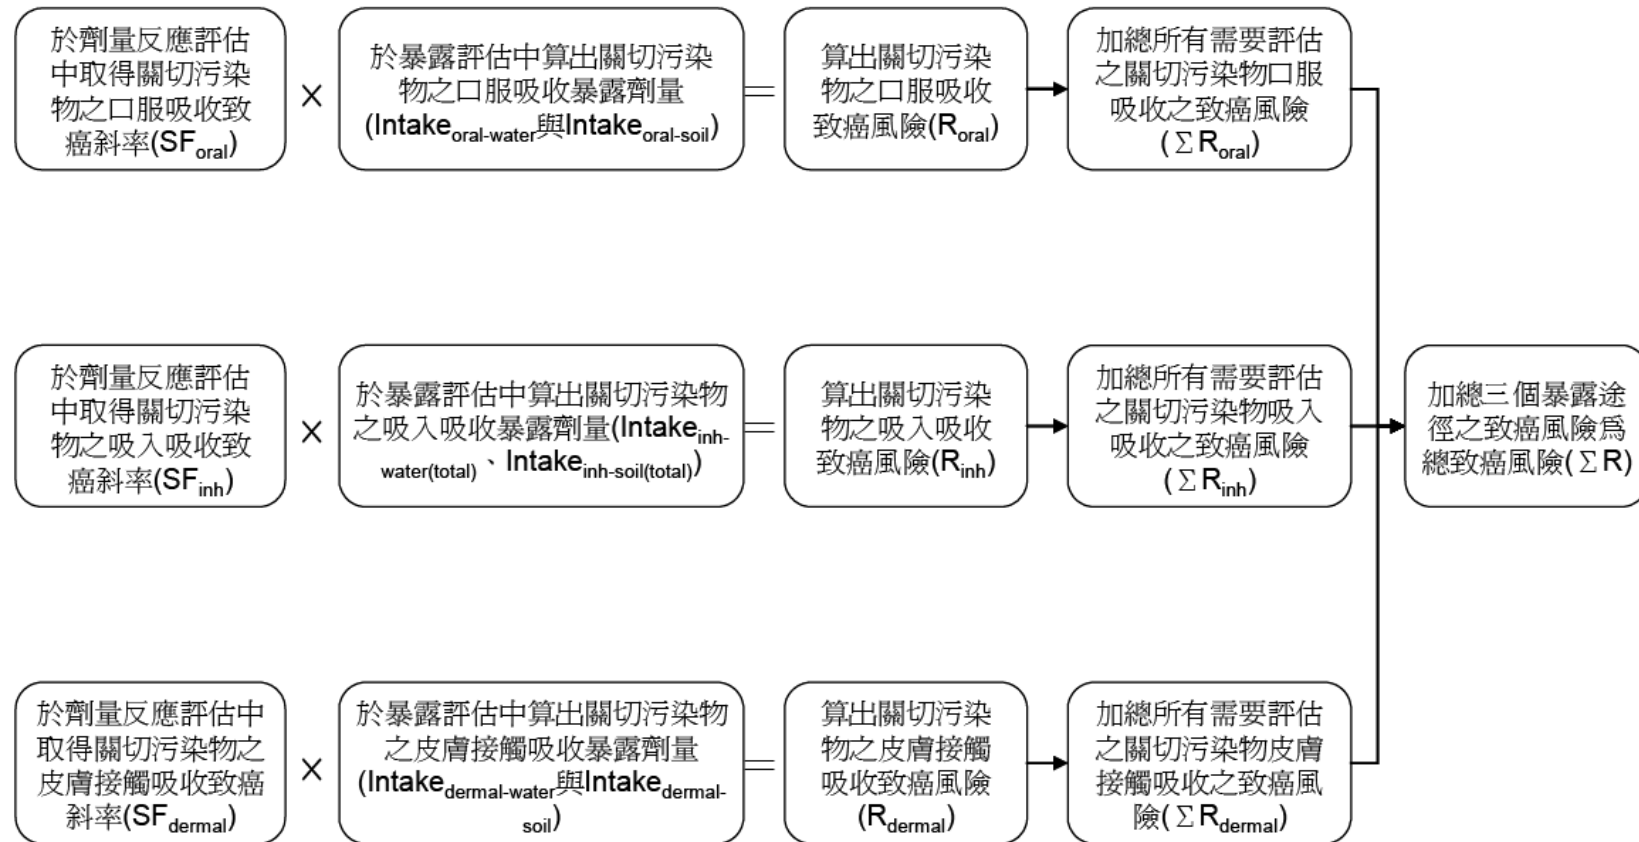 於劑量反應評估
中取得關切污染
物之口服吸收致
癌斜率(SForal)
×
於暴露評估中算出關切污染
物之口服吸收暴露劑量
(Intakeoral-water與Intakeoral-soil)
=
算出關切污染
物之口服吸收
致癌風險(Roral)
加總所有需要評估
之關切污染物口服
吸收之致癌風險
(ΣRoral)
於劑量反應評估
中取得關切污染
物之吸入吸收致
癌斜率(SFinh)
×
於暴露評估中算出關切污染物
之吸入吸收暴露劑量(Intakeinh-
water(total)、Intakeinh-soil(total))
=
算出關切污染
物之吸入吸收
致癌風險(Rinh)
加總所有需要評估
之關切污染物吸入
吸收之致癌風險
(ΣRinh)
加總三個暴露途
徑之致癌風險爲
總致癌風險(ΣR)
於劑量反應評估中
取得關切污染物之
皮膚接觸吸收致癌
斜率(SFdermal)
×
於暴露評估中算出關切污染物
之皮膚接觸吸收暴露劑量
(Intakedermal-water與Intakedermal-
soil)
=
算出關切污染
物之皮膚接觸
吸收致癌風險
(Rdermal)
加總所有需要評估
之關切污染物皮膚
接觸吸收之致癌風
險(ΣRdermal)